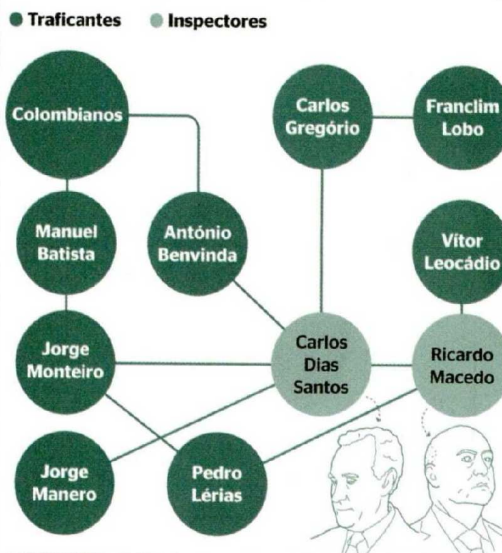 Traficantes Inspectores
Colombianos
Carlos
Gregório
Franclim
Lobo
Manuel
Batista
António
Benvinda
Vítor
Leocádio
Jorge
Monteiro
Carlos
Dias
Santos
Ricardo
Macedo
Jorge
Manero
Pedro
Lérias